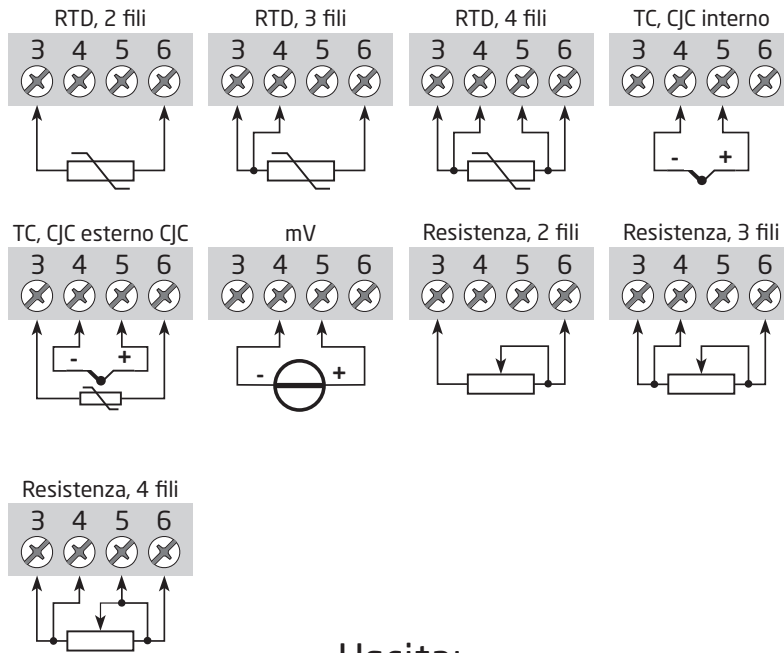 RTD, 2 fili
3 4 5 6
RTD, 3 fili
3 4 5 6
RTD, 4 fili
3 4 5 6
TC, CJC interno
3 4 5 6
- +
TC, CJC esterno CJC
3 4 5 6
- +
mV
3 4 5 6
- +
Resistenza, 2 fili
3 4 5 6
Resistenza, 3 fili
3 4 5 6
Resistenza, 4 fili
3 4 5 6